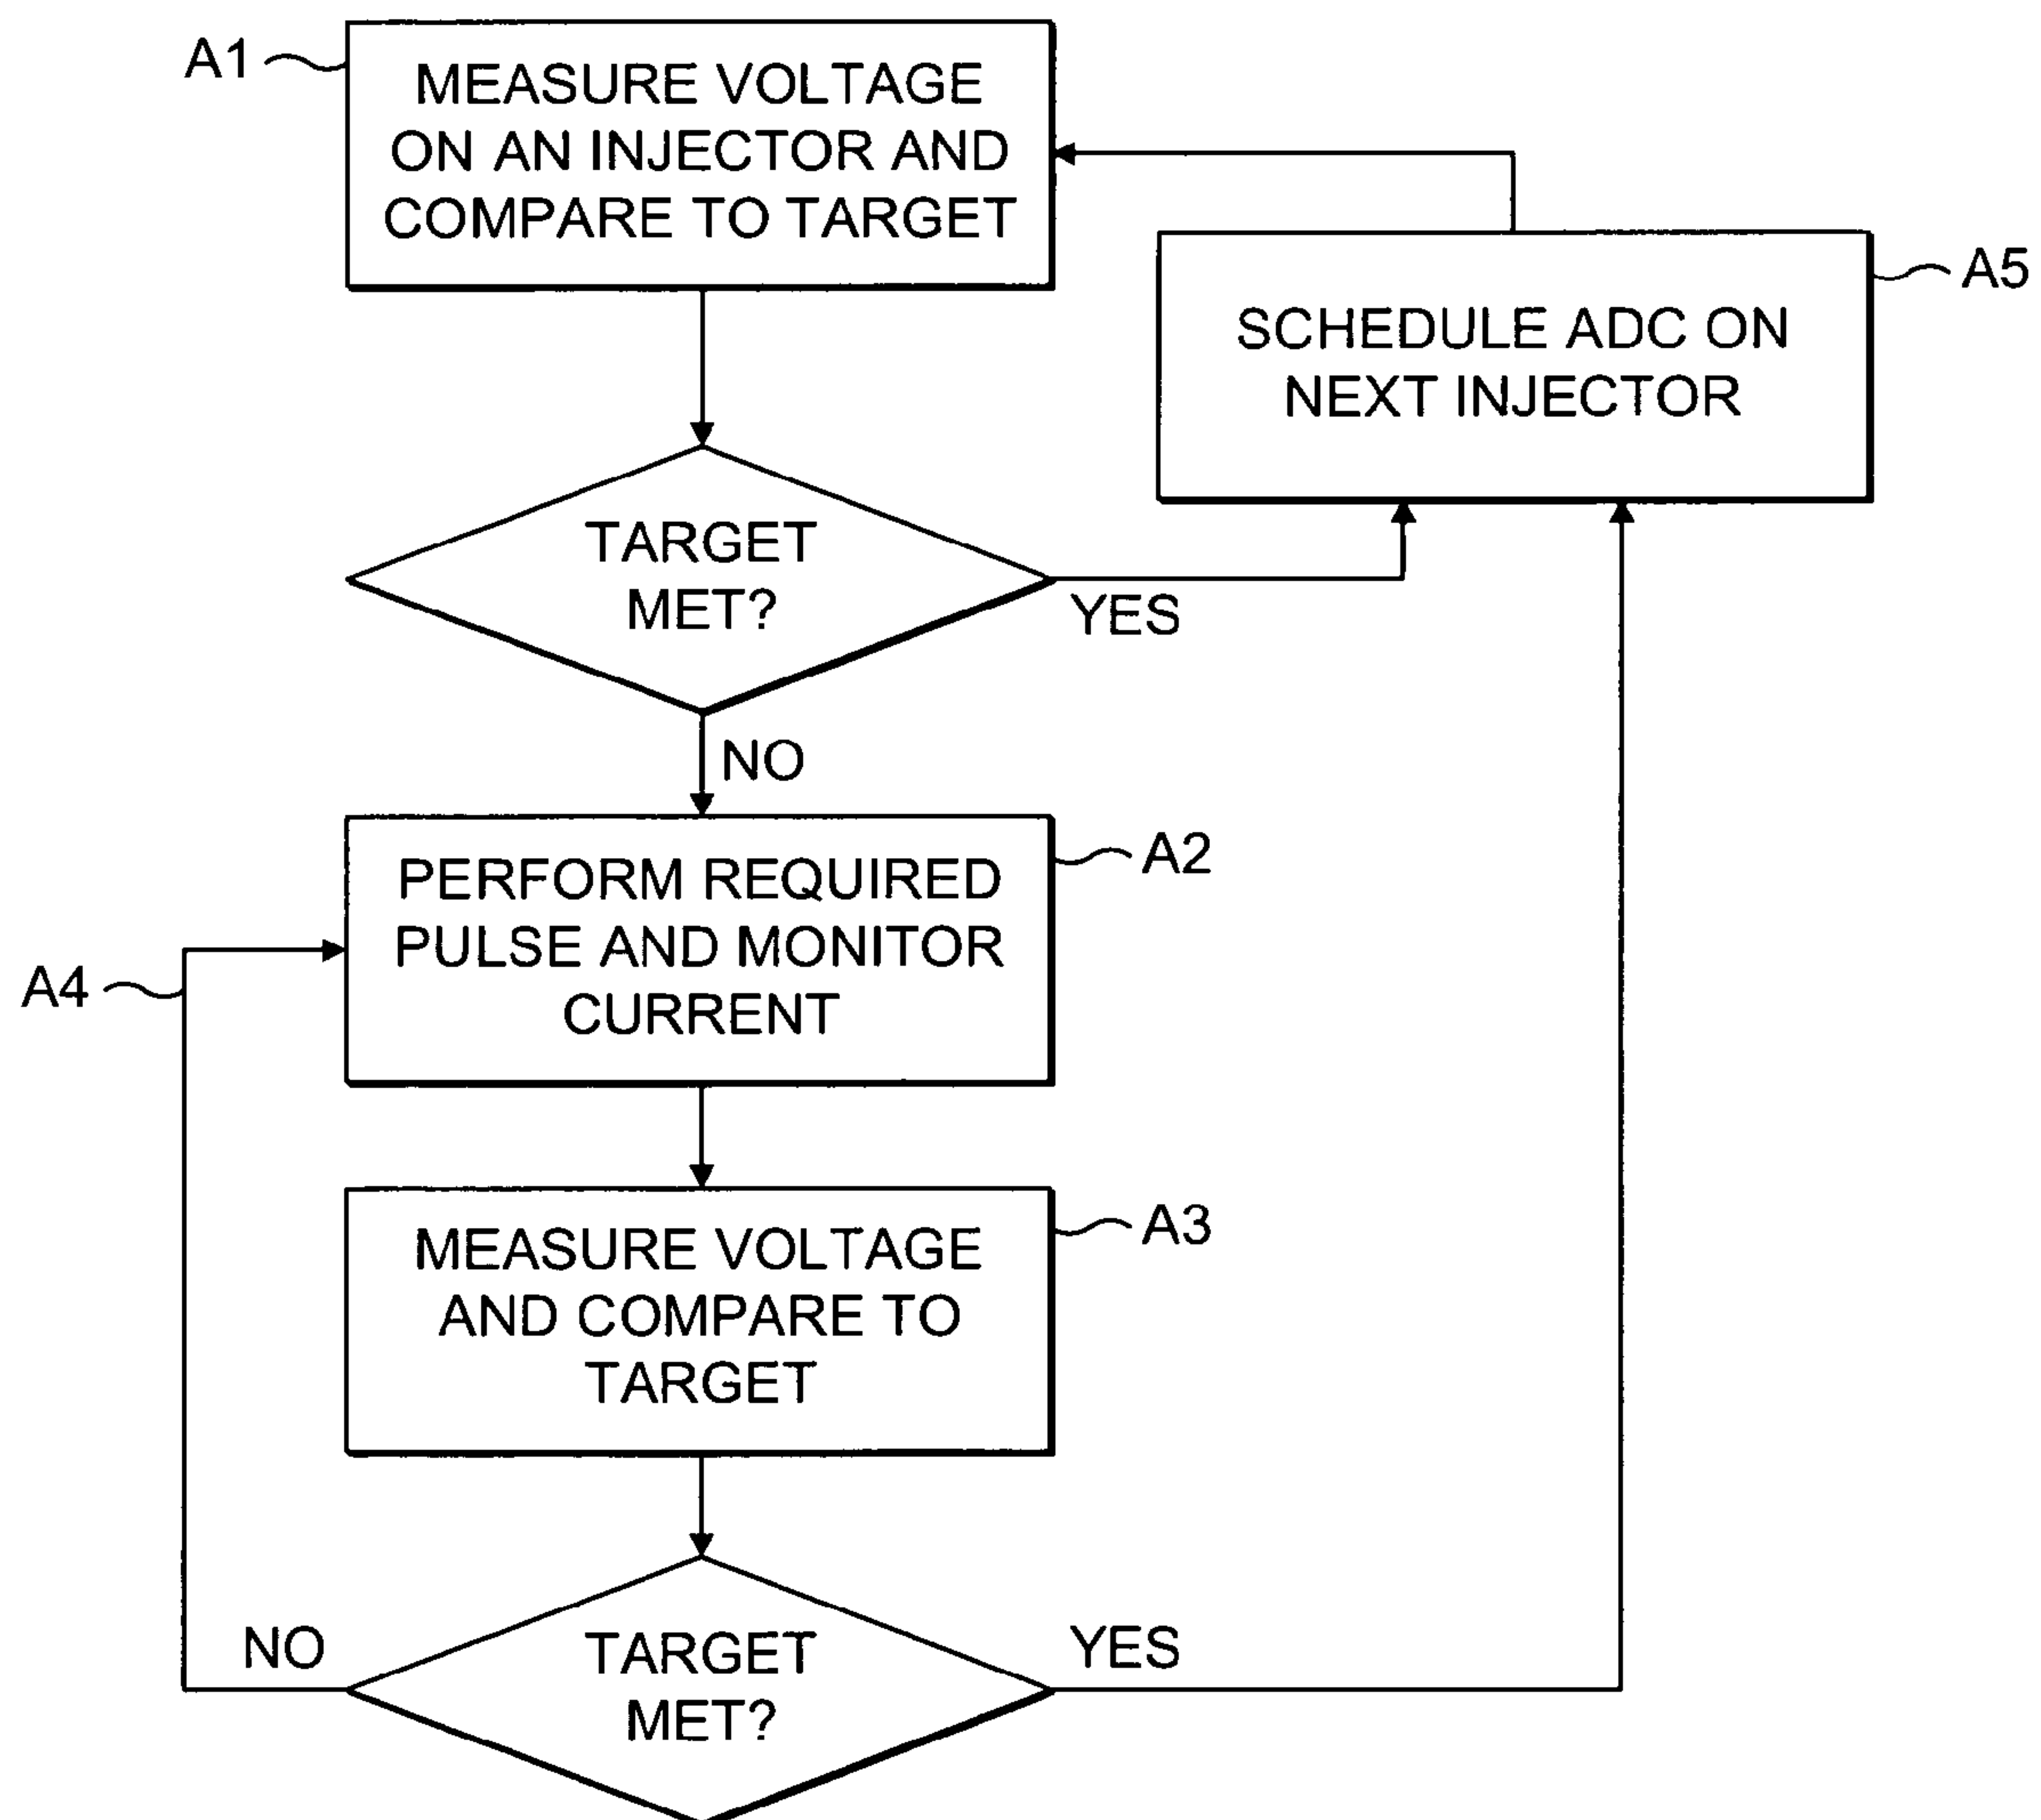 A1
MEASURE VOLTAGE
ON AN INJECTOR AND
COMPARE TO TARGET
A5
SCHEDULE ADC ON
NEXT INJECTOR
TARGET
MET?
YES
NO
A2
PERFORM REQUIRED
PULSE AND MONITOR
CURRENT
A4
A3
MEASURE VOLTAGE
AND COMPARE TO
TARGET
NO
TARGET
MET?
YES